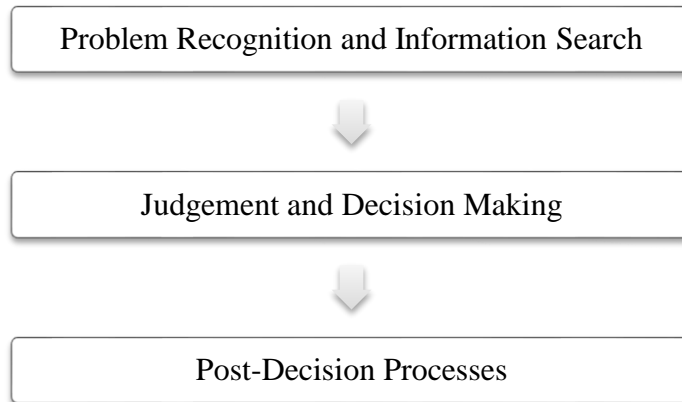 Problem Recognition and Information Search
Judgement and Decision Making
Post-Decision Processes